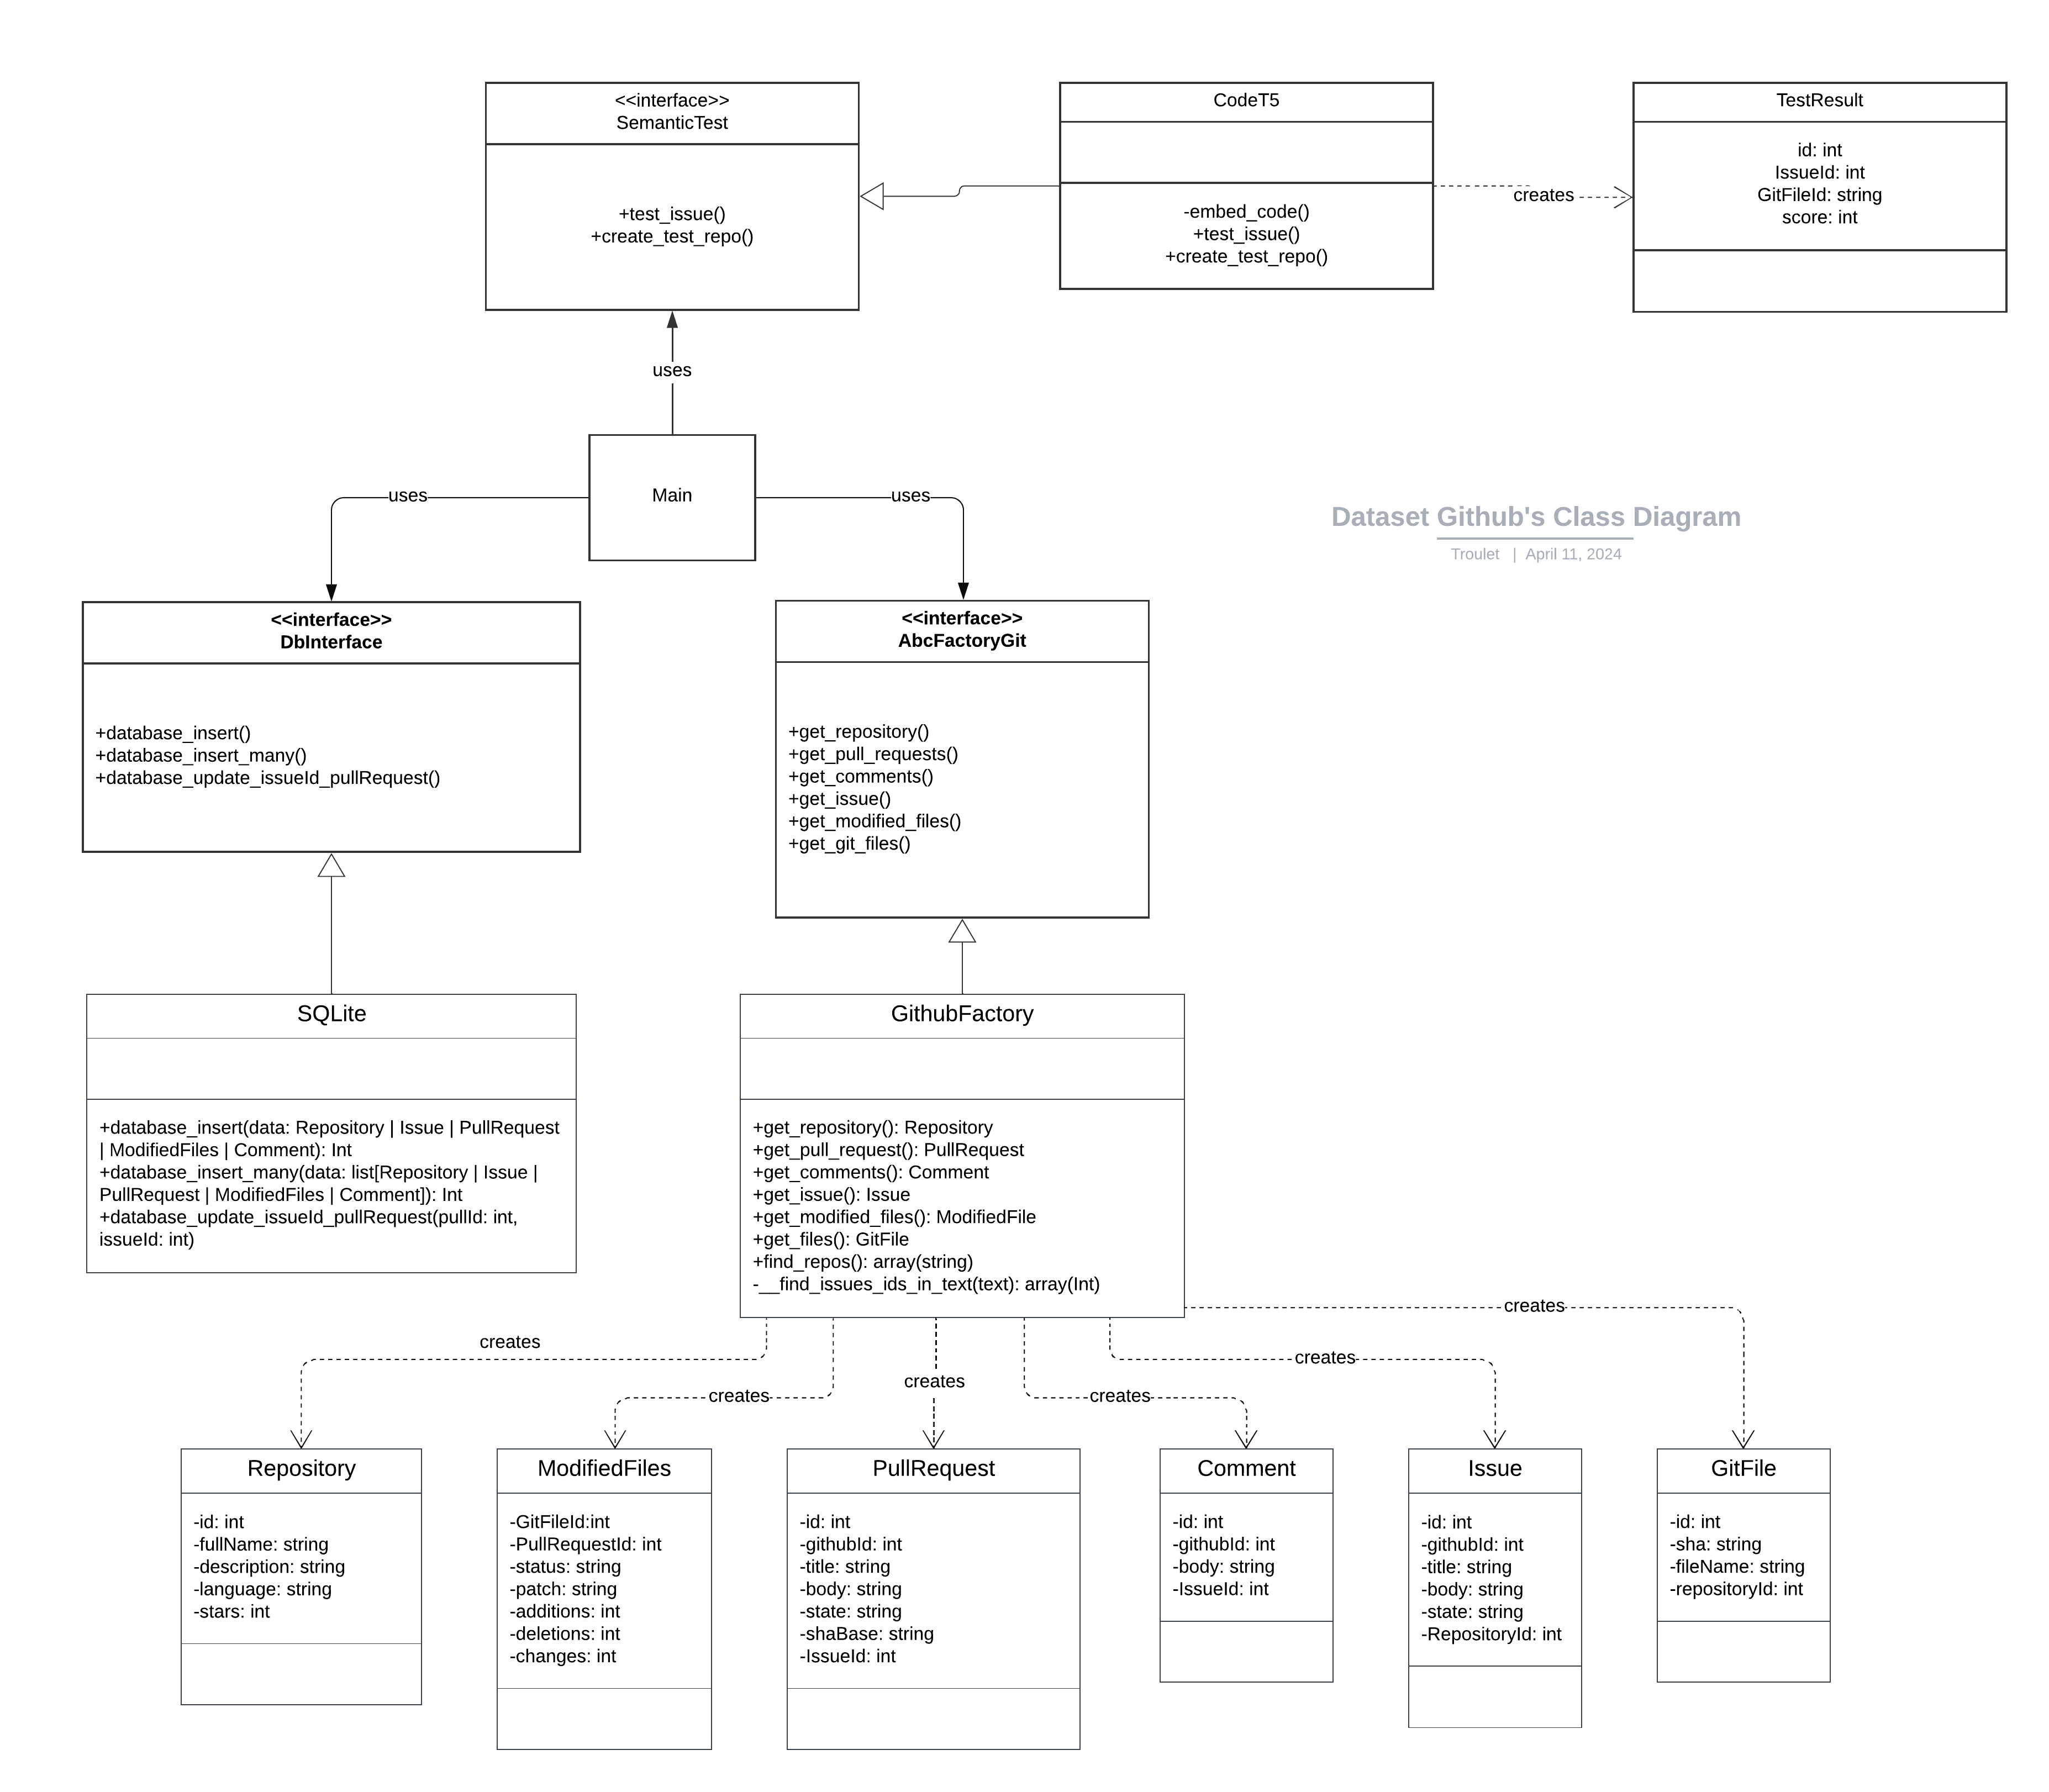 <<interface>>
SemanticTest
+test_issue()
+create_test_repo()
CodeT5
-embed_code()
+test_issue()
+create_test_repo()
creates
TestResult
id: int
IssueId: int
GitFileId: string
score: int
uses
Main
uses
uses
Dataset Github's Class Diagram
Troulet | April 11, 2024
<<interface>>
DbInterface
+database_insert()
+database_insert_many()
+database_update_issueId_pullRequest()
<<interface>>
AbcFactoryGit
+get_repository()
+get_pull_requests()
+get_comments()
+get_issue()
+get_modified_files()
+get_git_files()
SQLite
+database_insert(data: Repository | Issue | PullRequest
| ModifiedFiles | Comment): Int
+database_insert_many(data: list[Repository | Issue |
PullRequest | ModifiedFiles | Comment]): Int
+database_update_issueId_pullRequest(pullId: int,
issueId: int)
GithubFactory
+get_repository(): Repository
+get_pull_request(): PullRequest
+get_comments(): Comment
+get_issue(): Issue
+get_modified_files(): ModifiedFile
+get_files(): GitFile
+find_repos(): array(string)
-__find_issues_ids_in_text(text): array(Int)
creates
creates
creates
creates
creates
creates
Repository
-id: int
-fullName: string
-description: string
-language: string
-stars: int
ModifiedFiles
-GitFileId:int
-PullRequestId: int
-status: string
-patch: string
-additions: int
-deletions: int
-changes: int
PullRequest
-id: int
-githubId: int
-title: string
-body: string
-state: string
-shaBase: string
-IssueId: int
Comment
-id: int
-githubId: int
-body: string
-IssueId: int
Issue
-id: int
-githubId: int
-title: string
-body: string
-state: string
-RepositoryId: int
GitFile
-id: int
-sha: string
-fileName: string
-repositoryId: int